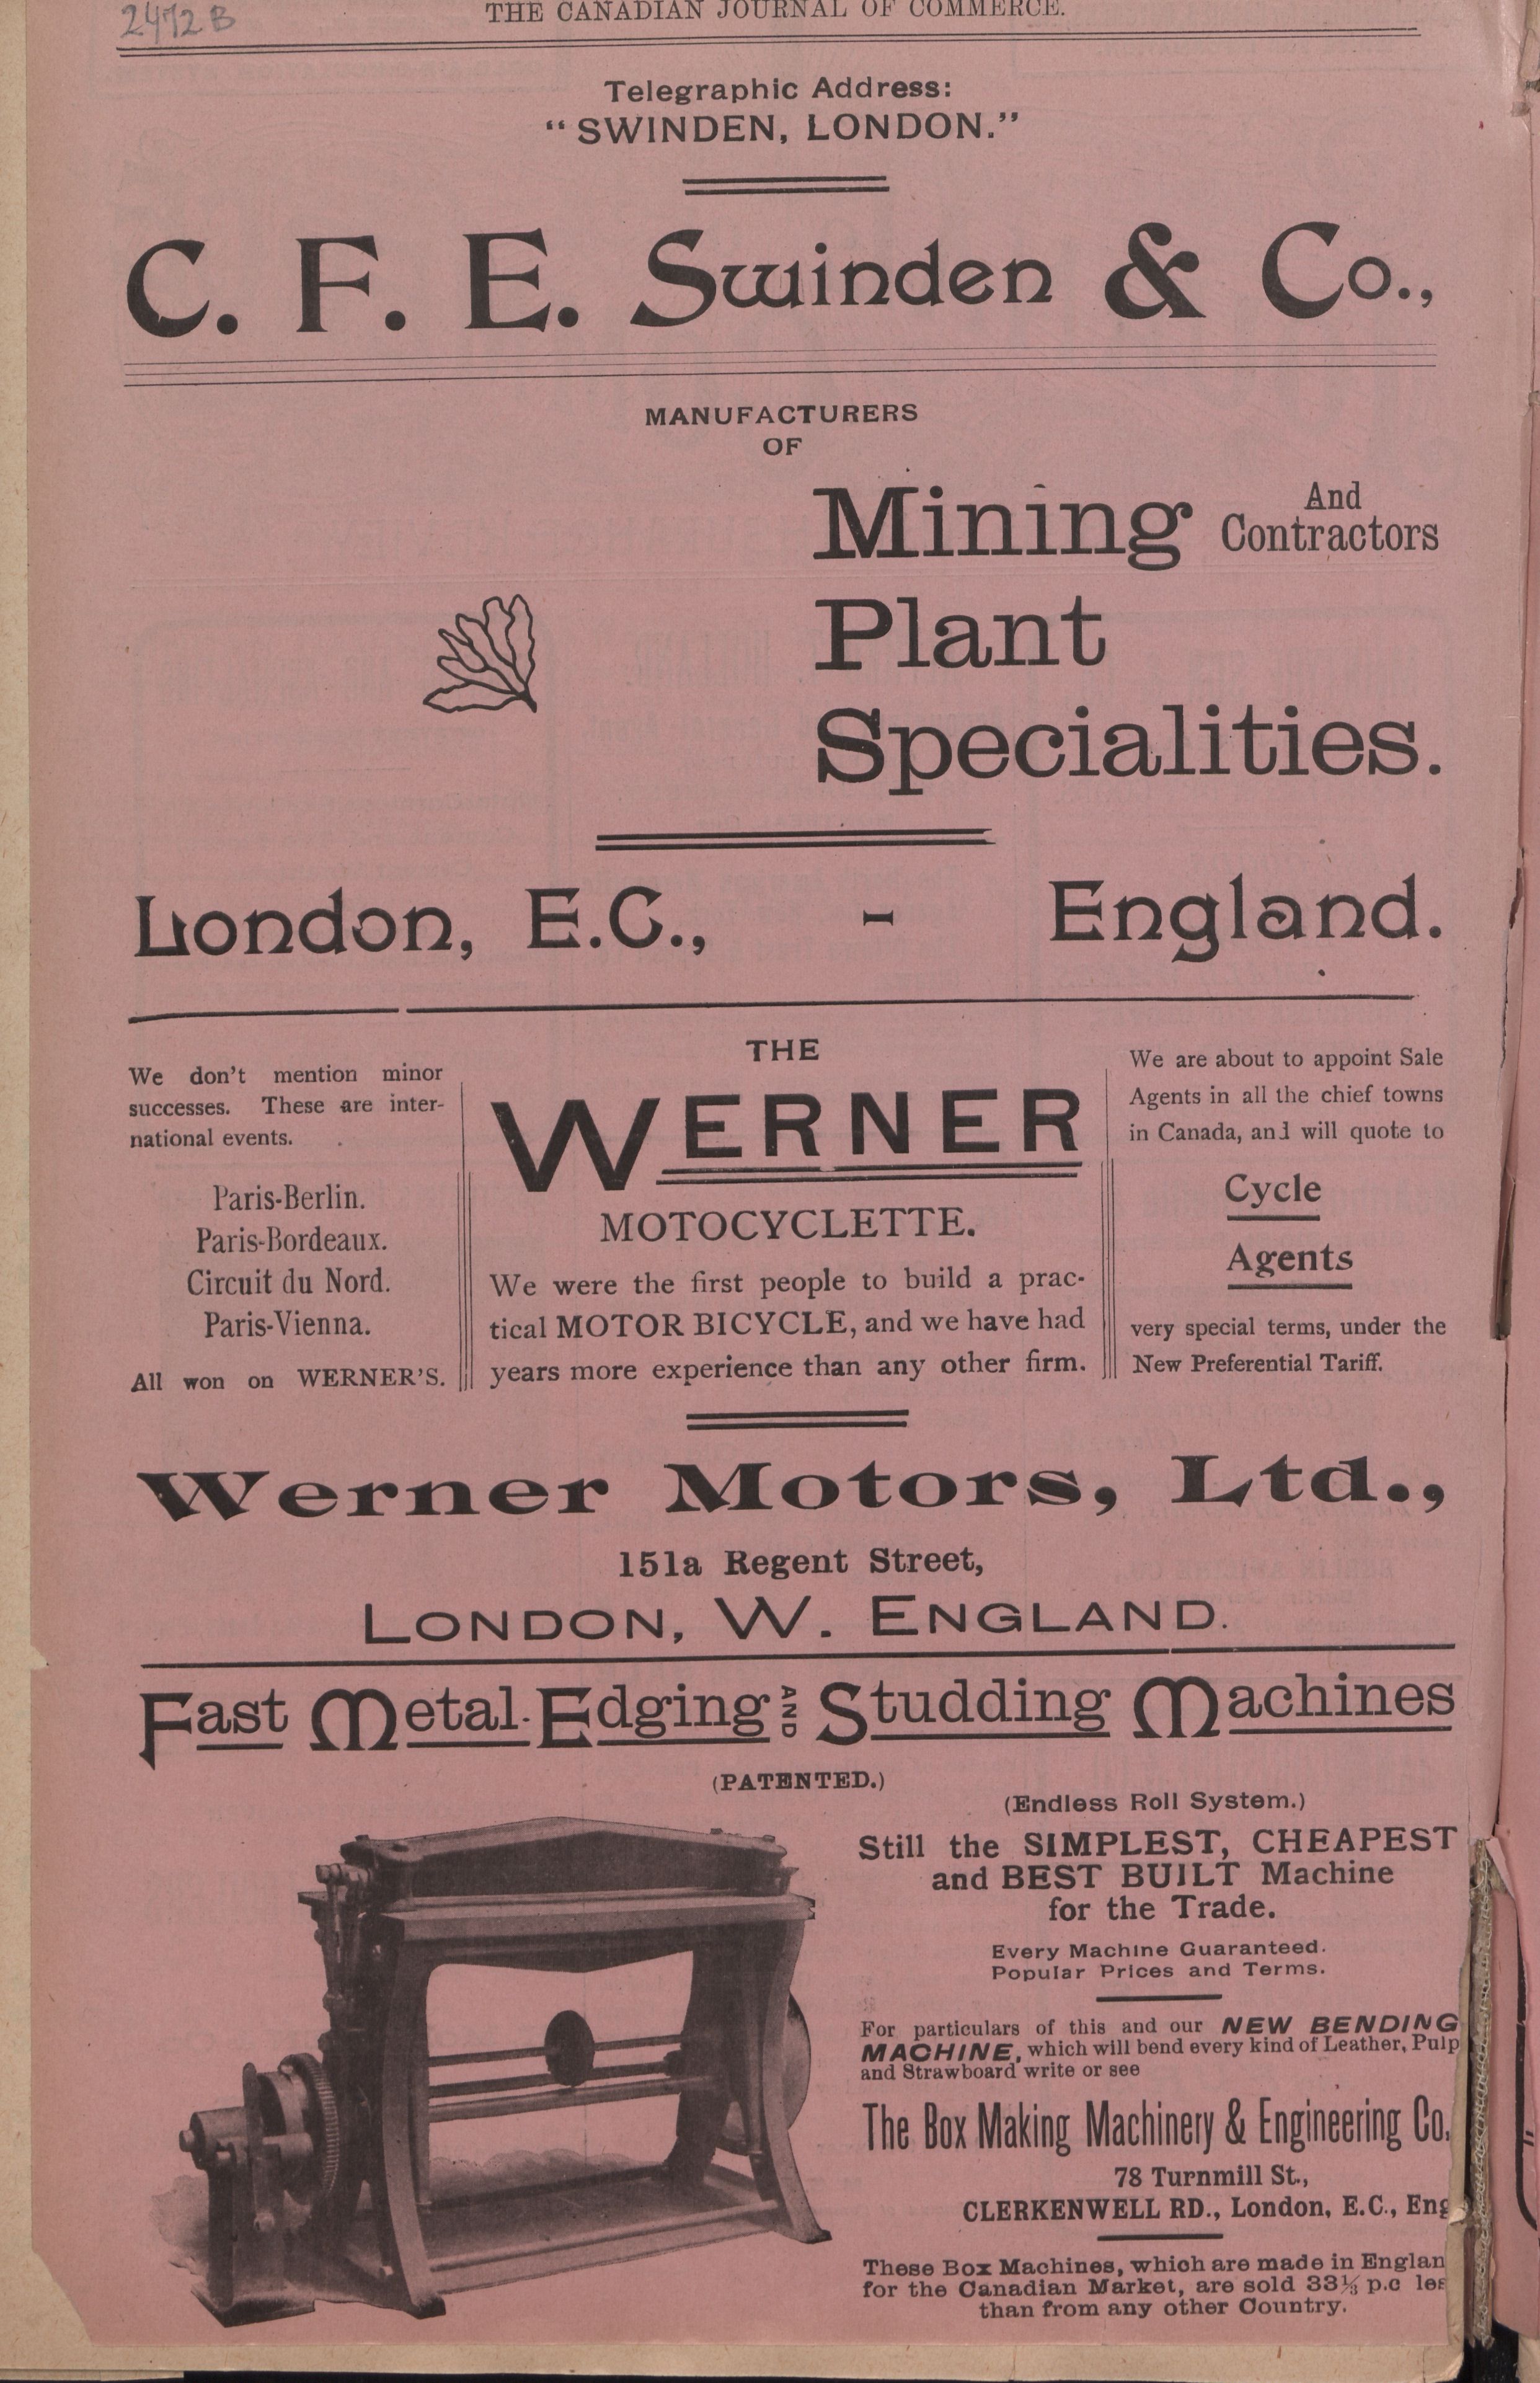 2472 B
THE CANADIAN JOURNAL OF COMMERCE.
Telegraphic Address:
“SWINDEN, LONDON.”
C. F. E. Swinden & Co.,
MANUFACTURERS
OF
Mining And Contractors
Plant
Specialities.
London, E.C., - England.
We don't mention minor
successes. These are inter-
national events.
Paris-Berlin.
Paris-Bordeaux.
Circuit du Nord.
Paris-Vienna.
All won on WERNER'S.
THE
WERNER
MOTOCYCLETTE.
We were the first people to build a prac-
tical MOTOR BICYCLE, and we have had
years more experience than any other firm.
We are about to appoint Sale
Agents in all the chief towns
in Canada, and will quote to
Cycle
Agents
very special terms, under the
New Preferential Tariff.
Werner Motors, Ltd.,
151a Regent Street,
LONDON, W. ENGLAND.
Fast Metal-Edging AND Studding Machines
(PATENTED.)
(Endless Roll System.)
Still the SIMPLEST, CHEAPEST
and BEST BUILT Machine
for the Trade.
Every Machine Guaranteed.
Popular Prices and Terms.
For particulars of this and our NEW BENDING
MACHINE, which will bend every kind of Leather, Pulp
and Strawboard write or see
The Box Making Machinery & Engineering Co.
78 Turnmill St.,
CLERKENWELL RD., London, E.C., Eng
These Box Machines, which are made in Englan
for the Canadian Market, are sold 33⅓ p.c les
than from any other Country.